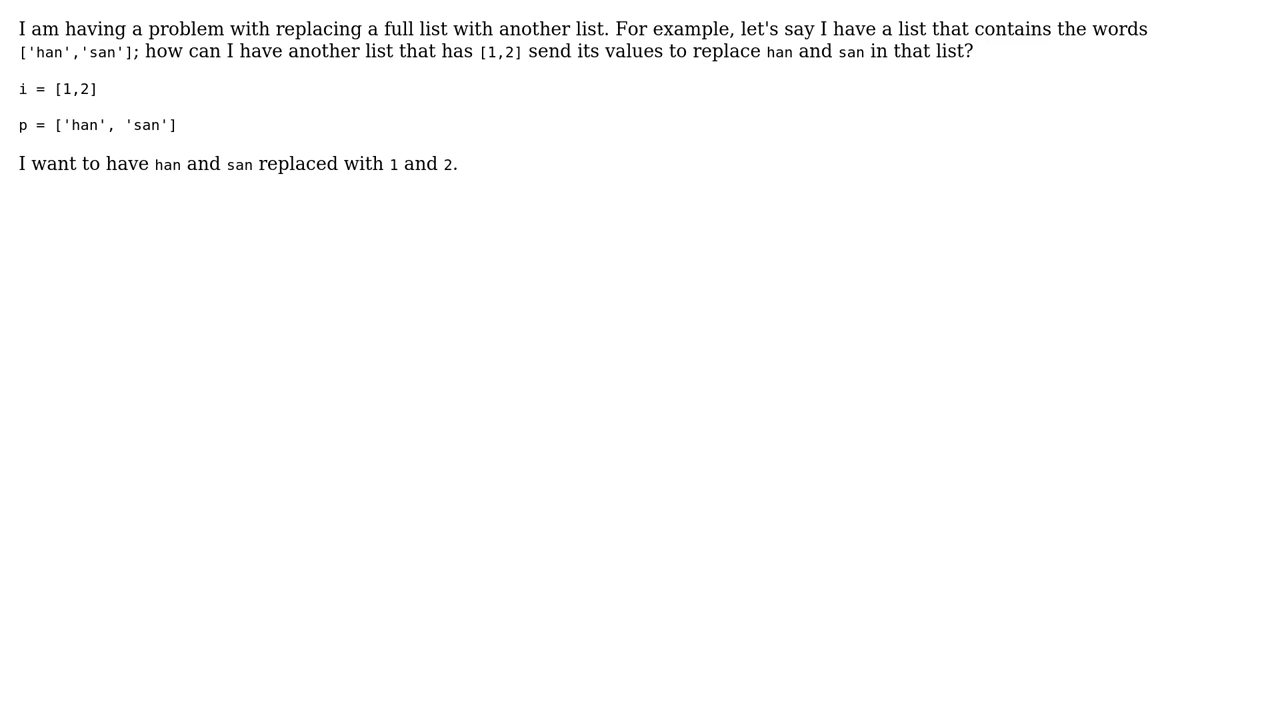 I am having a problem with replacing a full list with another list. For example, let's say I have a list that contains the words
['han','san']; how can I have another list that has [1,2] send its values to replace han and san in that list?
i = [1,2]
p = ['han', 'san']
I want to have han and san replaced with 1 and 2.